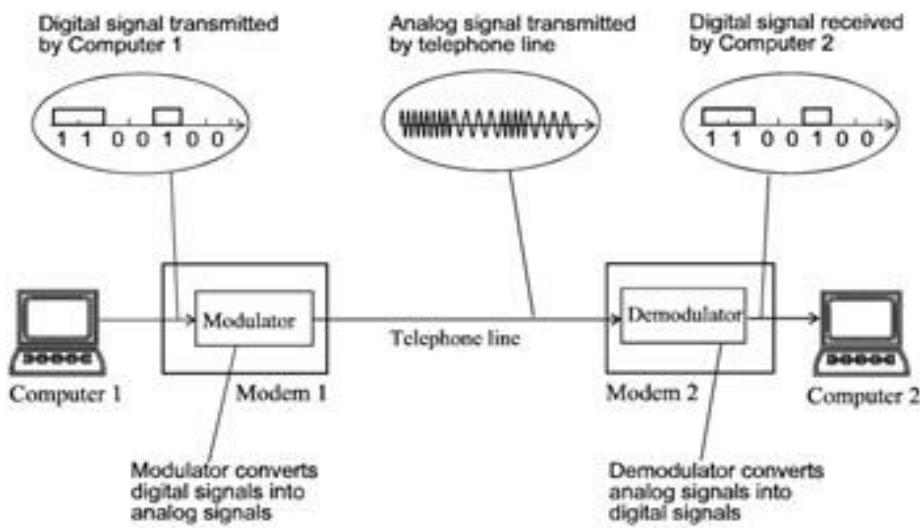 Digital signal transmitted
by Computer 1
Analog signal transmitted
by telephone line
Digital signal received
by Computer 2
1 1 0 0 1 0 0
1 1 0 0 1 0 0
Modulator
Telephone line
Demodulator
Computer 1
Modem 1
Modem 2
Computer 2
Modulator converts
digital signals into
analog signals
Demodulator converts
analog signals into
digital signals